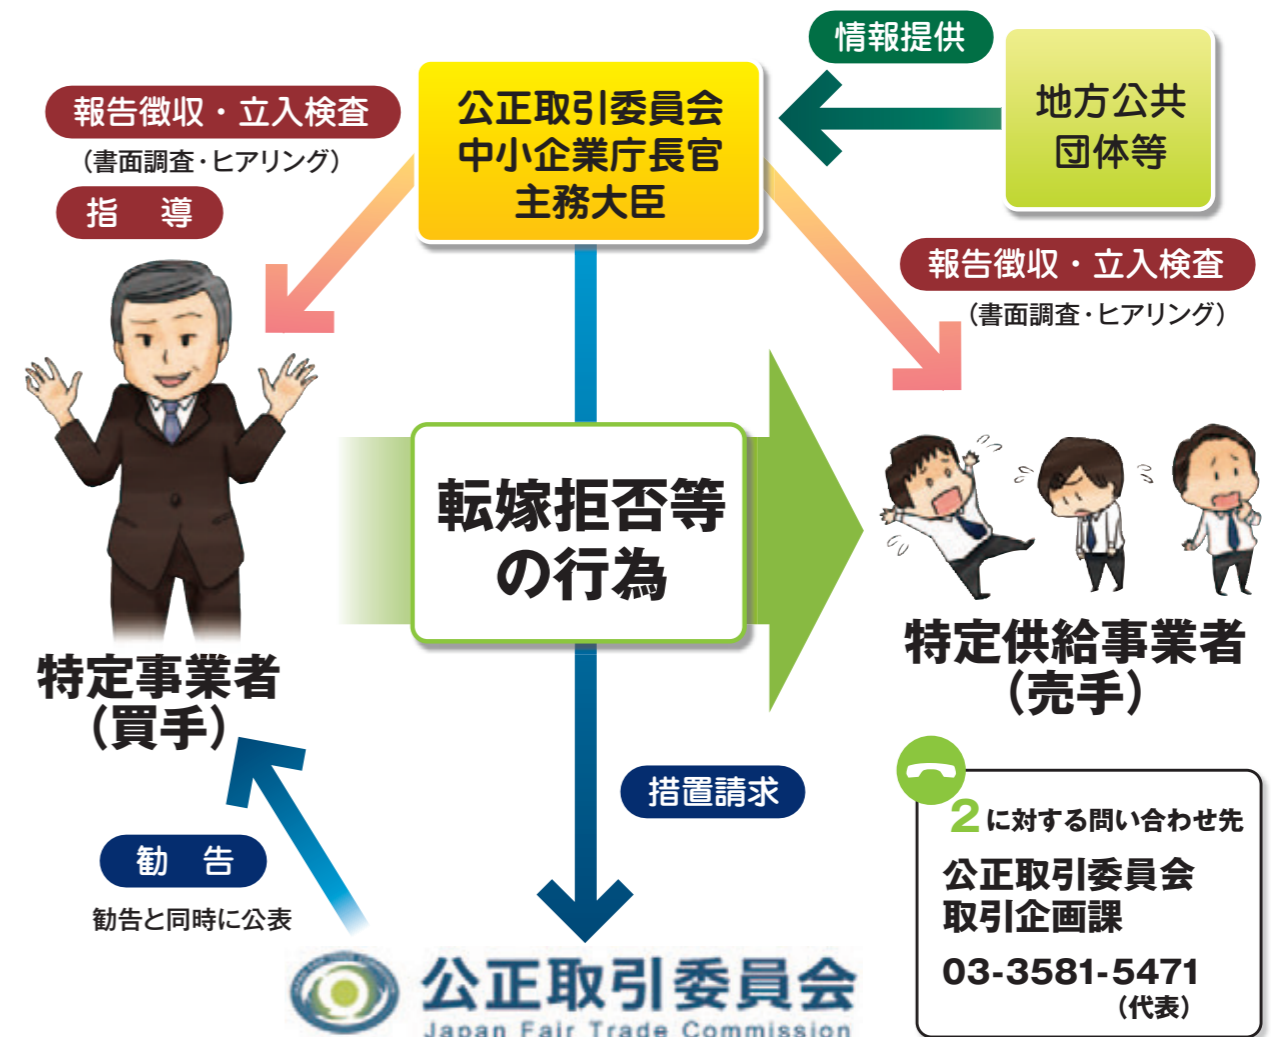 情報提供
地方公共
団体等
公正取引委員会
中小企業庁長官
主務大臣
報告徴収・立入検査
（書面調査・ヒアリング）
指　導
報告徴収・立入検査
（書面調査・ヒアリング）
転嫁拒否等
の行為
特定事業者
（買手）
特定供給事業者
（売手）
措置請求
勧　告
勧告と同時に公表
2に対する問い合わせ先
公正取引委員会
取引企画課
03-3581-5471
（代表）
公正取引委員会
Japan Fair Trade Commission